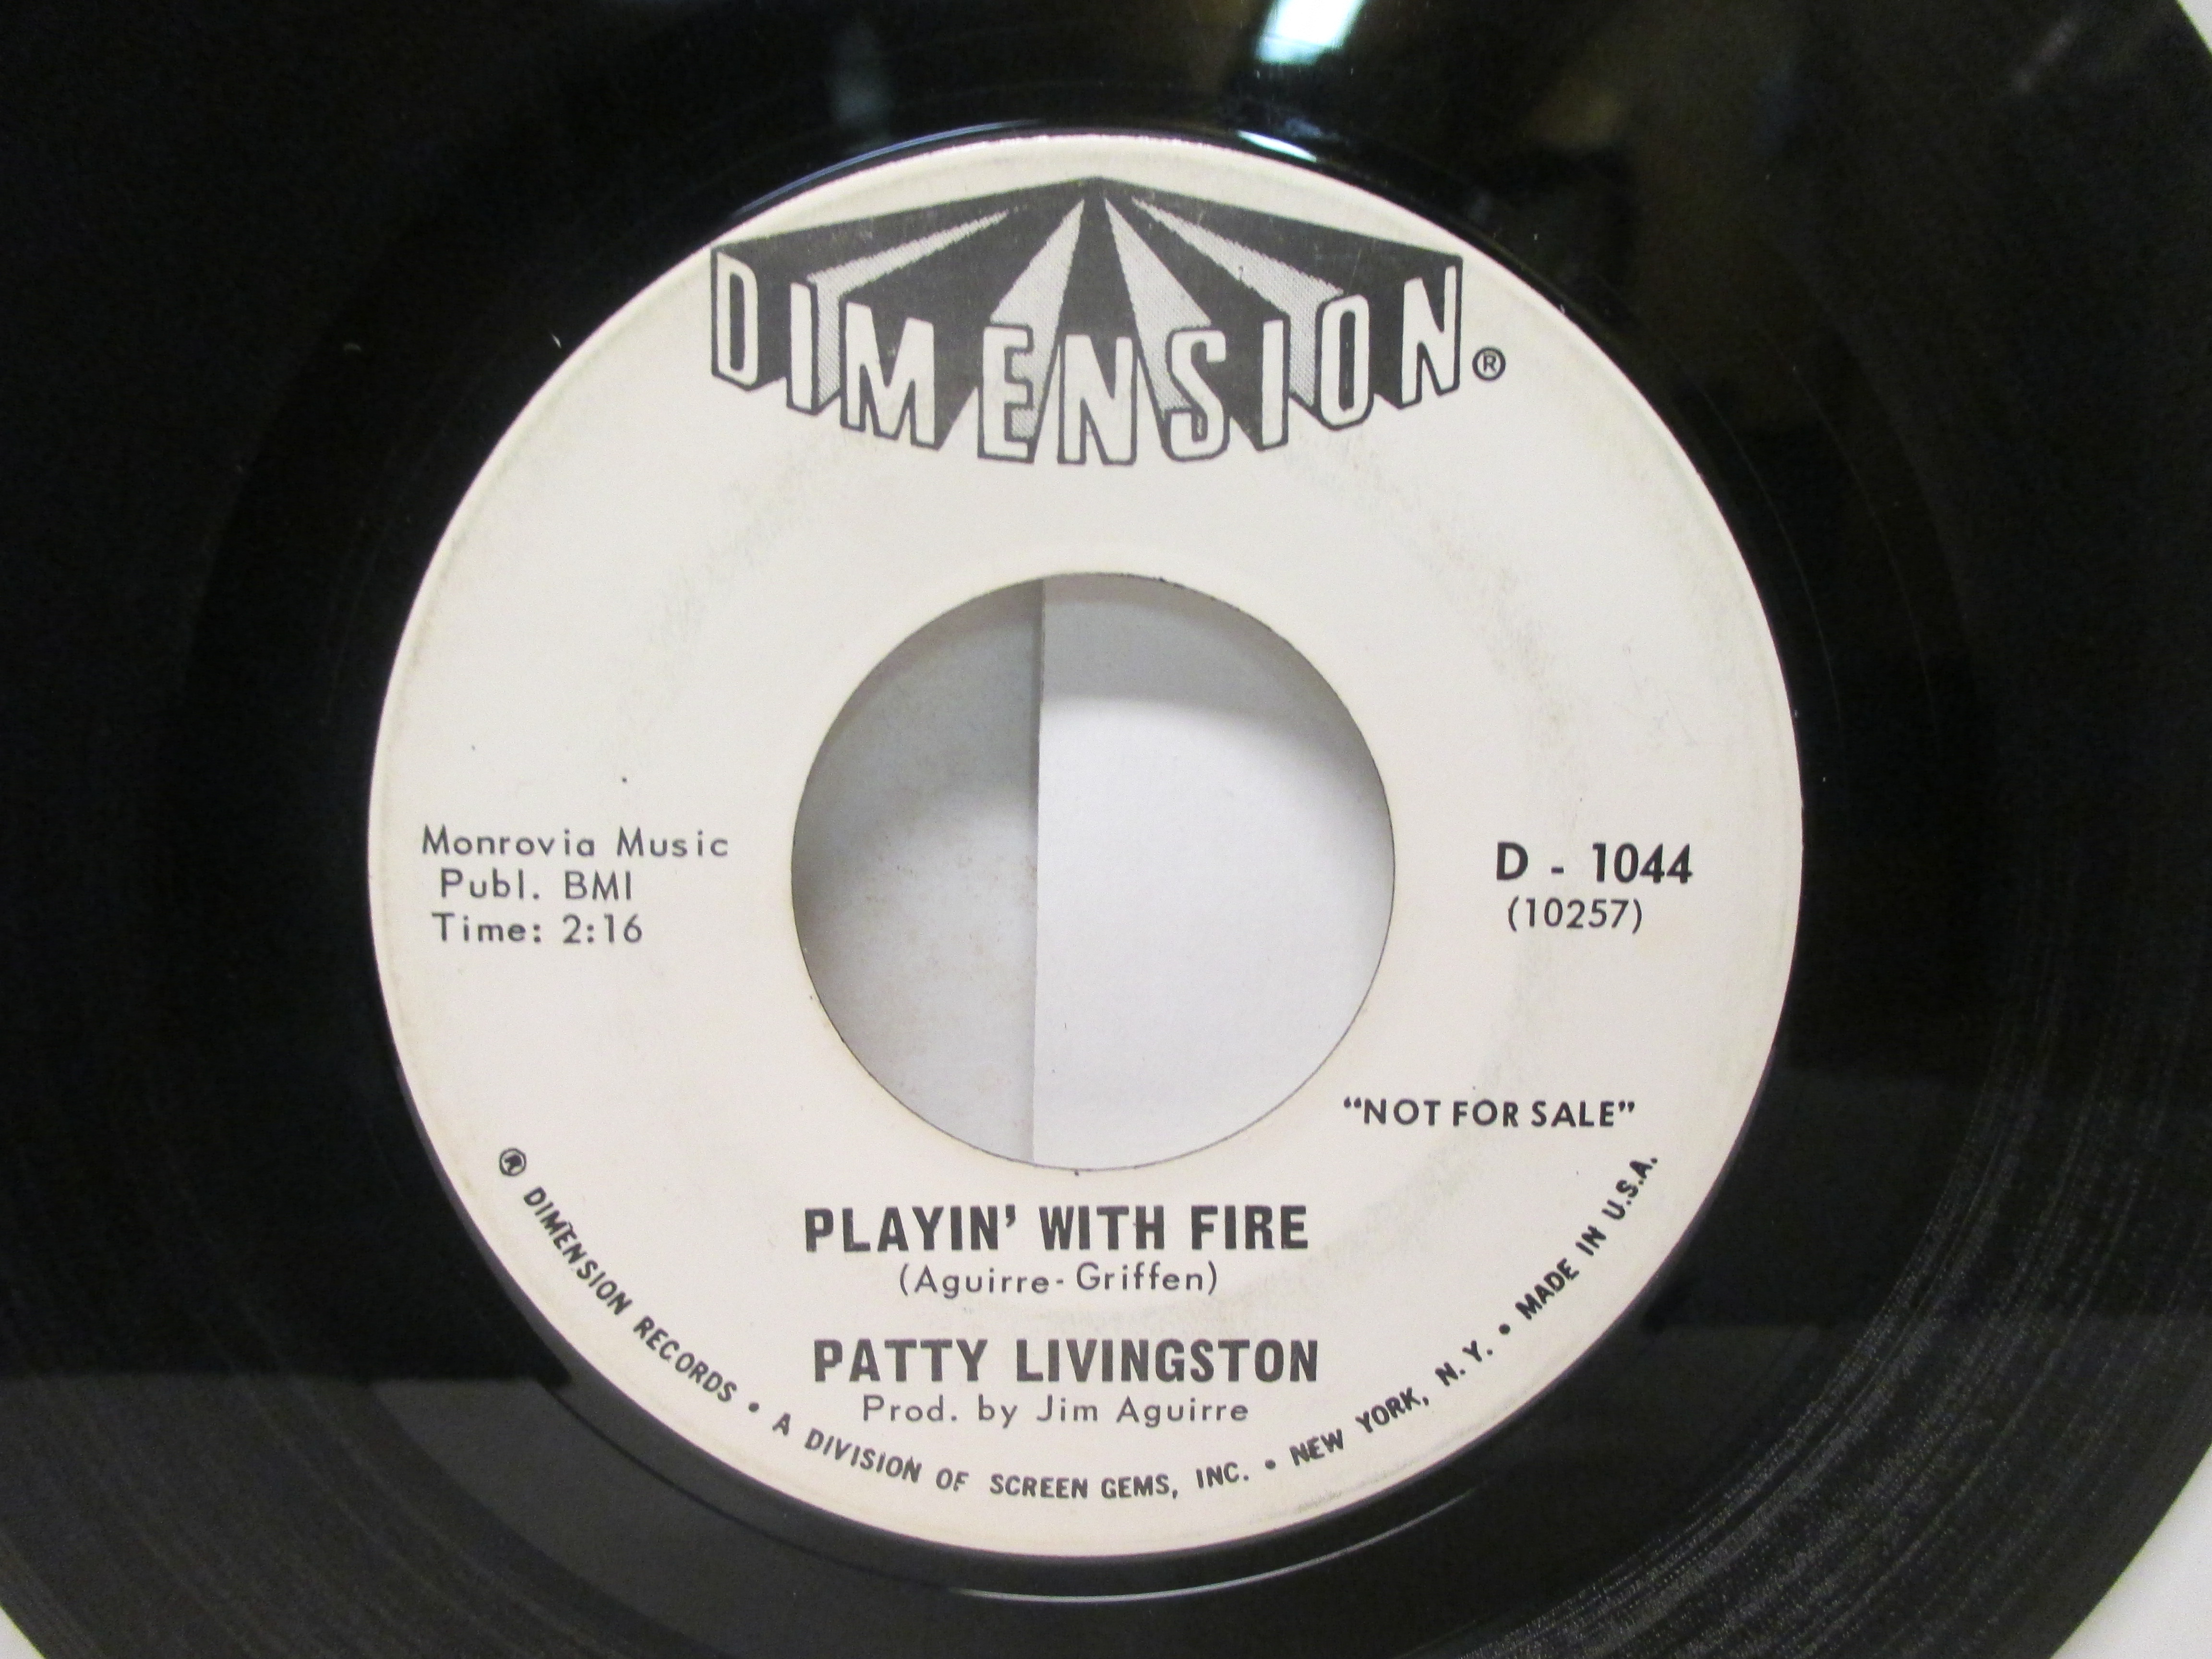 DIMENSION®
Monrovia Music
Publ. BMI
Time: 2:16
D - 1044
(10257)
“NOT FOR SALE”
PLAYIN’ WITH FIRE
(Aguirre-Griffen)
PATTY LIVINGSTON
Prod. by Jim Aguirre
® DIMENSION RECORDS • A DIVISION OF SCREEN GEMS, INC. • NEW YORK, N. Y. • MADE IN U.S.A.